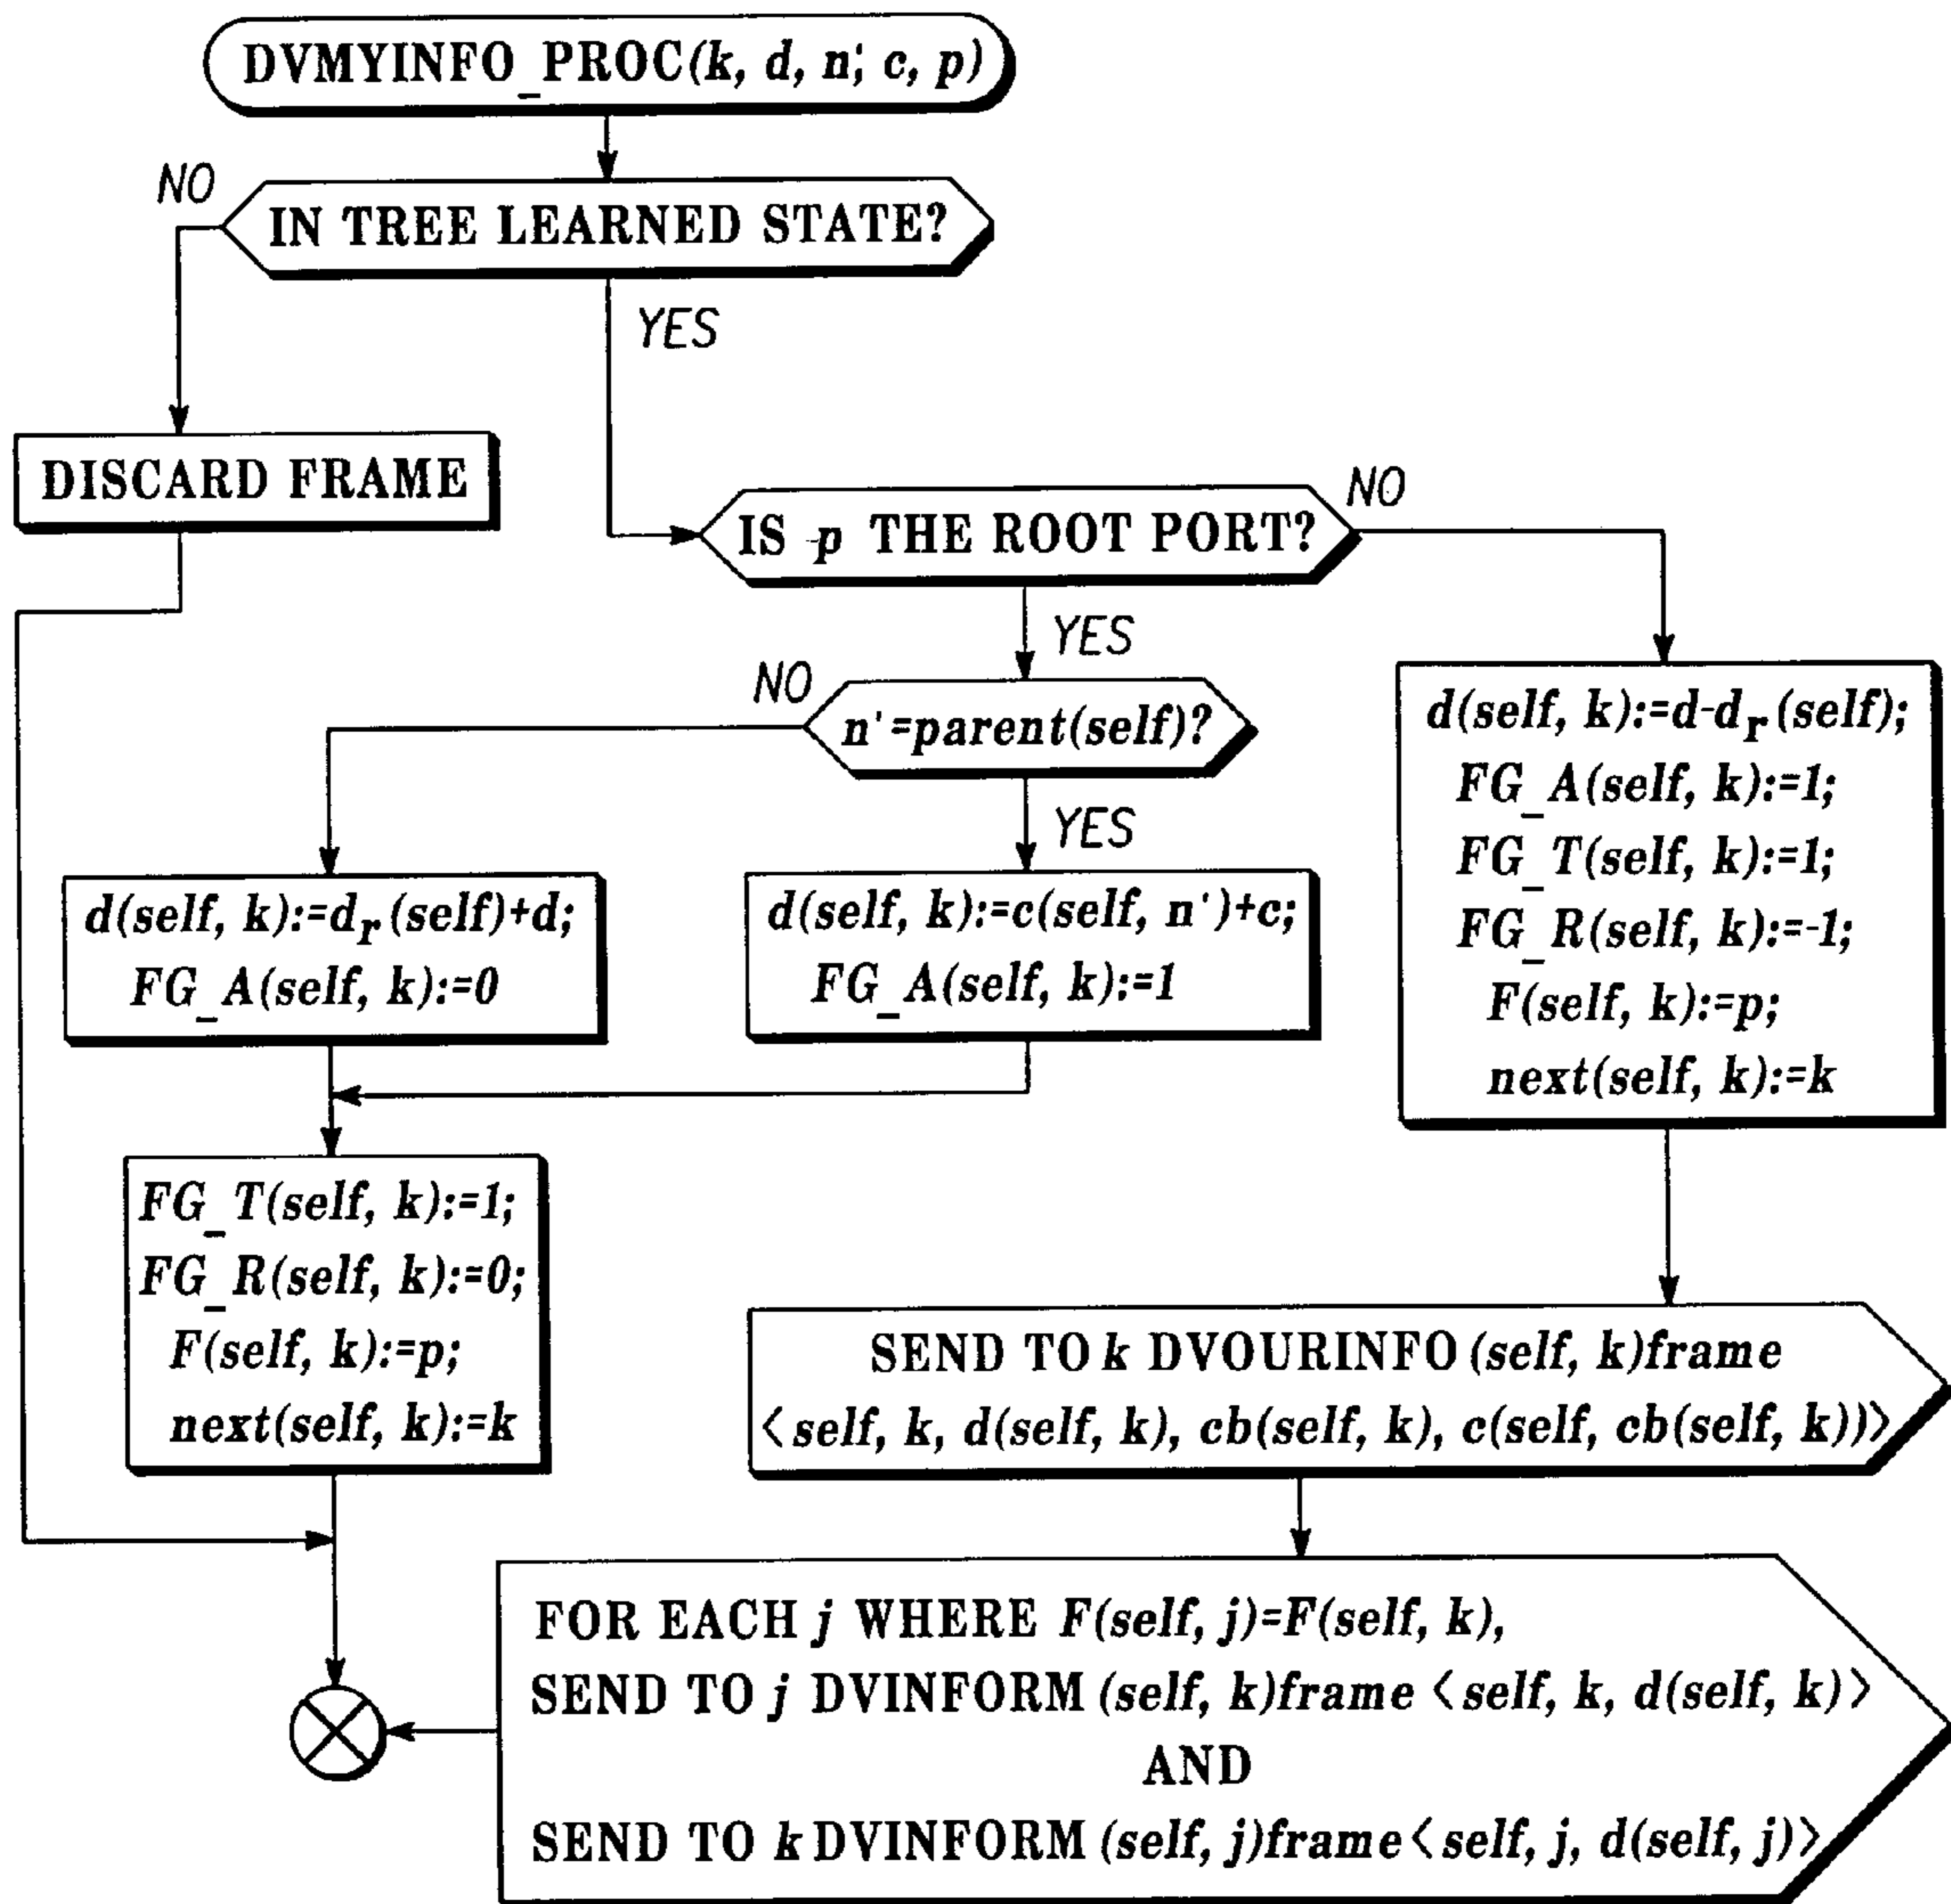 DVMYINFO_PROC(k, d, n', c, p)
NO
IN TREE LEARNED STATE?
YES
DISCARD FRAME
NO
IS p THE ROOT PORT?
YES
NO
n'=parent(self)?
YES
d(self, k):=d-dr(self);
FG_A(self, k):=1;
FG_T(self, k):=1;
FG_R(self, k):=-1;
F(self, k):=p;
next(self, k):=k
d(self, k):=dr(self)+d;
FG_A(self, k):=0
d(self, k):=c(self, n')+c;
FG_A(self, k):=1
FG_T(self, k):=1;
FG_R(self, k):=0;
F(self, k):=p;
next(self, k):=k
SEND TO k DVOURINFO (self, k)frame
<self, k, d(self, k), cb(self, k), c(self, cb(self, k))>
FOR EACH j WHERE F(self, j)=F(self, k),
SEND TO j DVINFORM (self, k)frame <self, k, d(self, k)>
AND
SEND TO k DVINFORM (self, j)frame<self, j, d(self, j)>